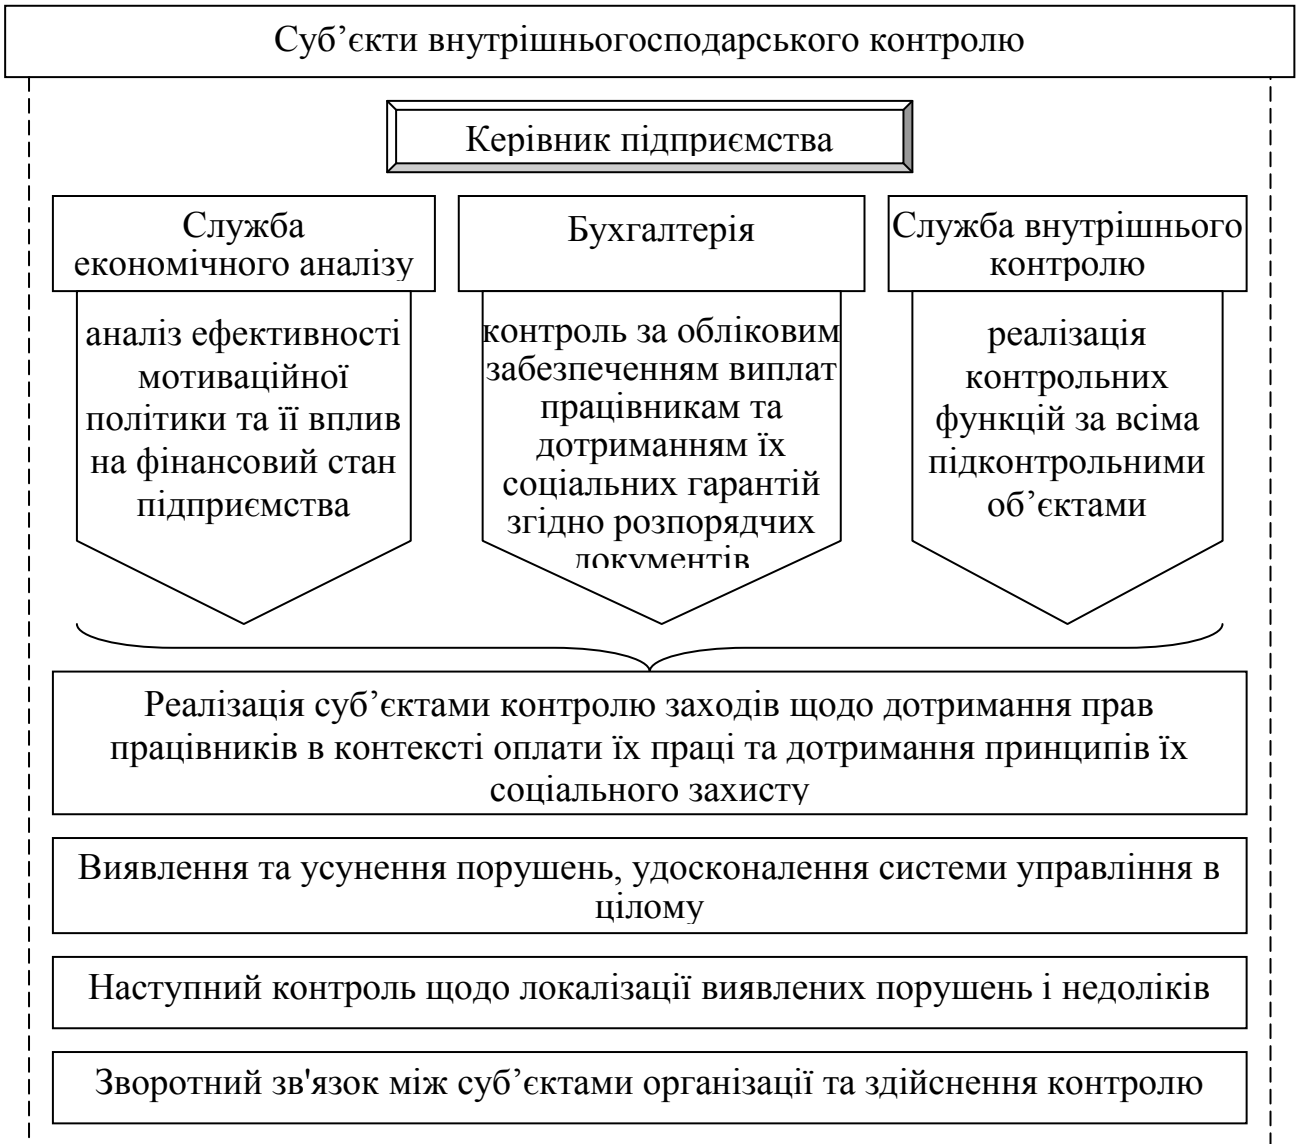 Суб’єкти внутрішньогосподарського контролю
Керівник підприємства
Служба
економічного аналізу
Бухгалтерія
Служба внутрішнього
контролю
аналіз ефективності
мотиваційної
політики та її вплив
на фінансовий стан
підприємства
контроль за обліковим
забезпеченням виплат
працівникам та
дотриманням їх
соціальних гарантій
згідно розпорядчих
документів
реалізація
контрольних
функцій за всіма
підконтрольними
об’єктами
Реалізація суб’єктами контролю заходів щодо дотримання прав
працівників в контексті оплати їх праці та дотримання принципів їх
соціального захисту
Виявлення та усунення порушень, удосконалення системи управління в
цілому
Наступний контроль щодо локалізації виявлених порушень і недоліків
Зворотний зв'язок між суб’єктами організації та здійснення контролю